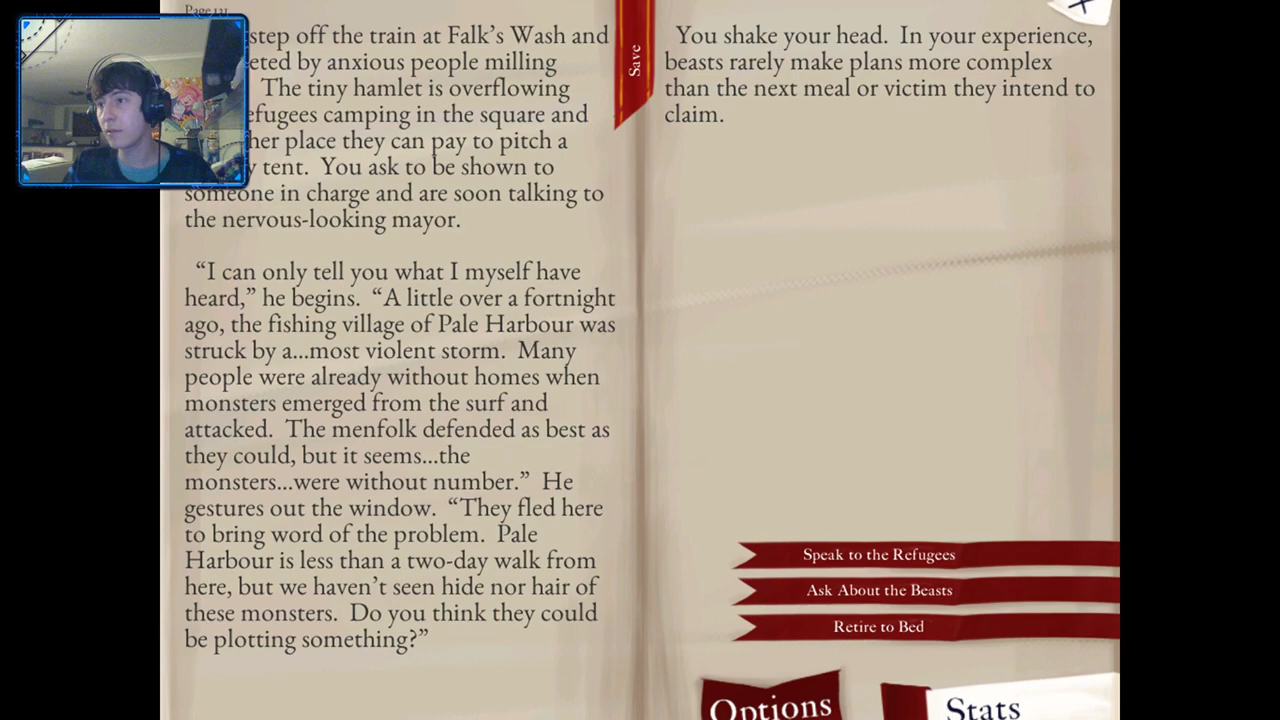 Page 131
step off the train at Falk's Wash and
eted by anxious people milling
The tiny hamlet is overflowing
efugees camping in the square and
her place they can pay to pitch a
y tent.  You ask to be shown to
someone in charge and are soon talking to
the nervous-looking mayor.
“I can only tell you what I myself have
heard,” he begins.  “A little over a fortnight
ago, the fishing village of Pale Harbour was
struck by a...most violent storm.  Many
people were already without homes when
monsters emerged from the surf and
attacked.  The menfolk defended as best as
they could, but it seems...the
monsters...were without number.”  He
gestures out the window.  “They fled here
to bring word of the problem.  Pale
Harbour is less than a two-day walk from
here, but we haven't seen hide nor hair of
these monsters.  Do you think they could
be plotting something?”
Save
You shake your head.  In your experience,
beasts rarely make plans more complex
than the next meal or victim they intend to
claim.
Speak to the Refugees
Ask About the Beasts
Retire to Bed
Options
Stats